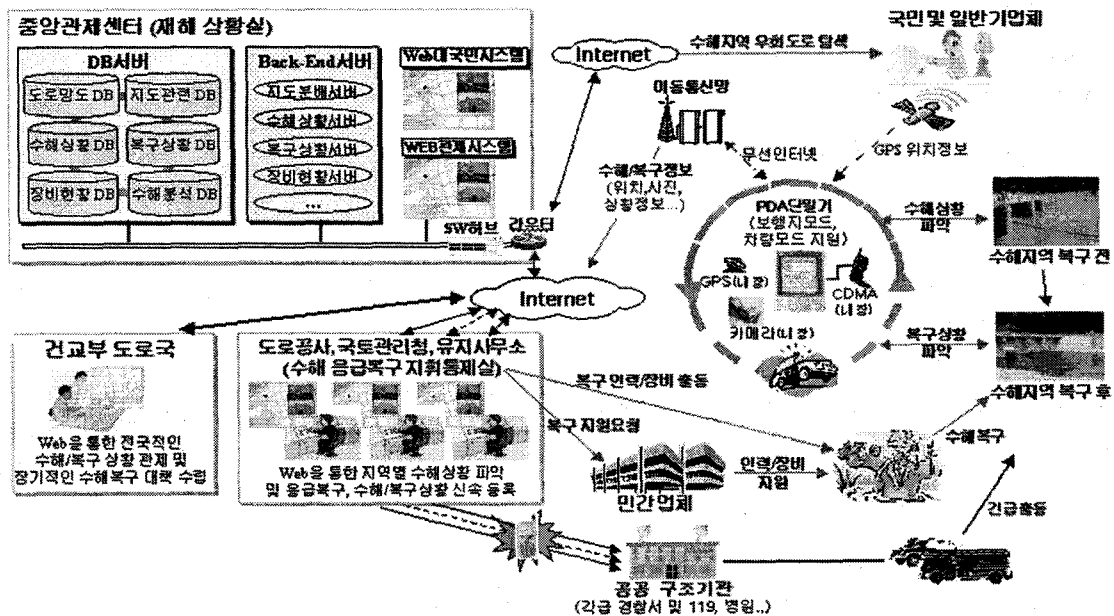 중앙관제센터 (재해 상황실)
DB서버
도로망도 DB
지도관련 DB
수해상황 DB
복구상황 DB
장비현황 DB
수해분석 DB
Back-End서버
지도분배서버
수해상황서버
복구상황서버
장비현황서버
...
Web대국민시스템
WEB관제시스템
SW허브
라우터
Internet
수해지역 우회도로 탐색
국민 및 일반기업체
이동통신망
무선인터넷
GPS 위치정보
수해/복구정보
(위치,사진,
상황정보...)
PDA단말기
(보행자모드,
차량모드 지원)
GPS(내장)
CDMA
(내장)
카메라(내장)
수해상황
파악
수해지역 복구 전
복구상황
파악
수해지역 복구 후
Internet
건교부 도로국
Web을 통한 전국적인
수해/복구 상황 관제 및
장기적인 수해복구 대책 수립
도로공사,국토관리청,유지사무소
(수해 응급복구 지휘통제실)
Web을 통한 지역별 수해상황 파악
및 응급복구, 수해/복구상황 신속 등록
복구 인력/장비 출동
복구 지원요청
민간업체
인력/장비
지원
수해복구
긴급출동
공공 구조기관
(각급 경찰서 및 119, 병원..)